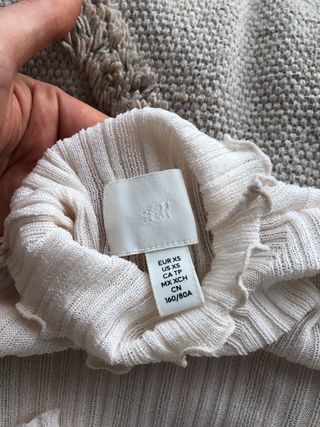 H&M
EUR XS
US XS
CA TP
MX XCH
CN
160/80A